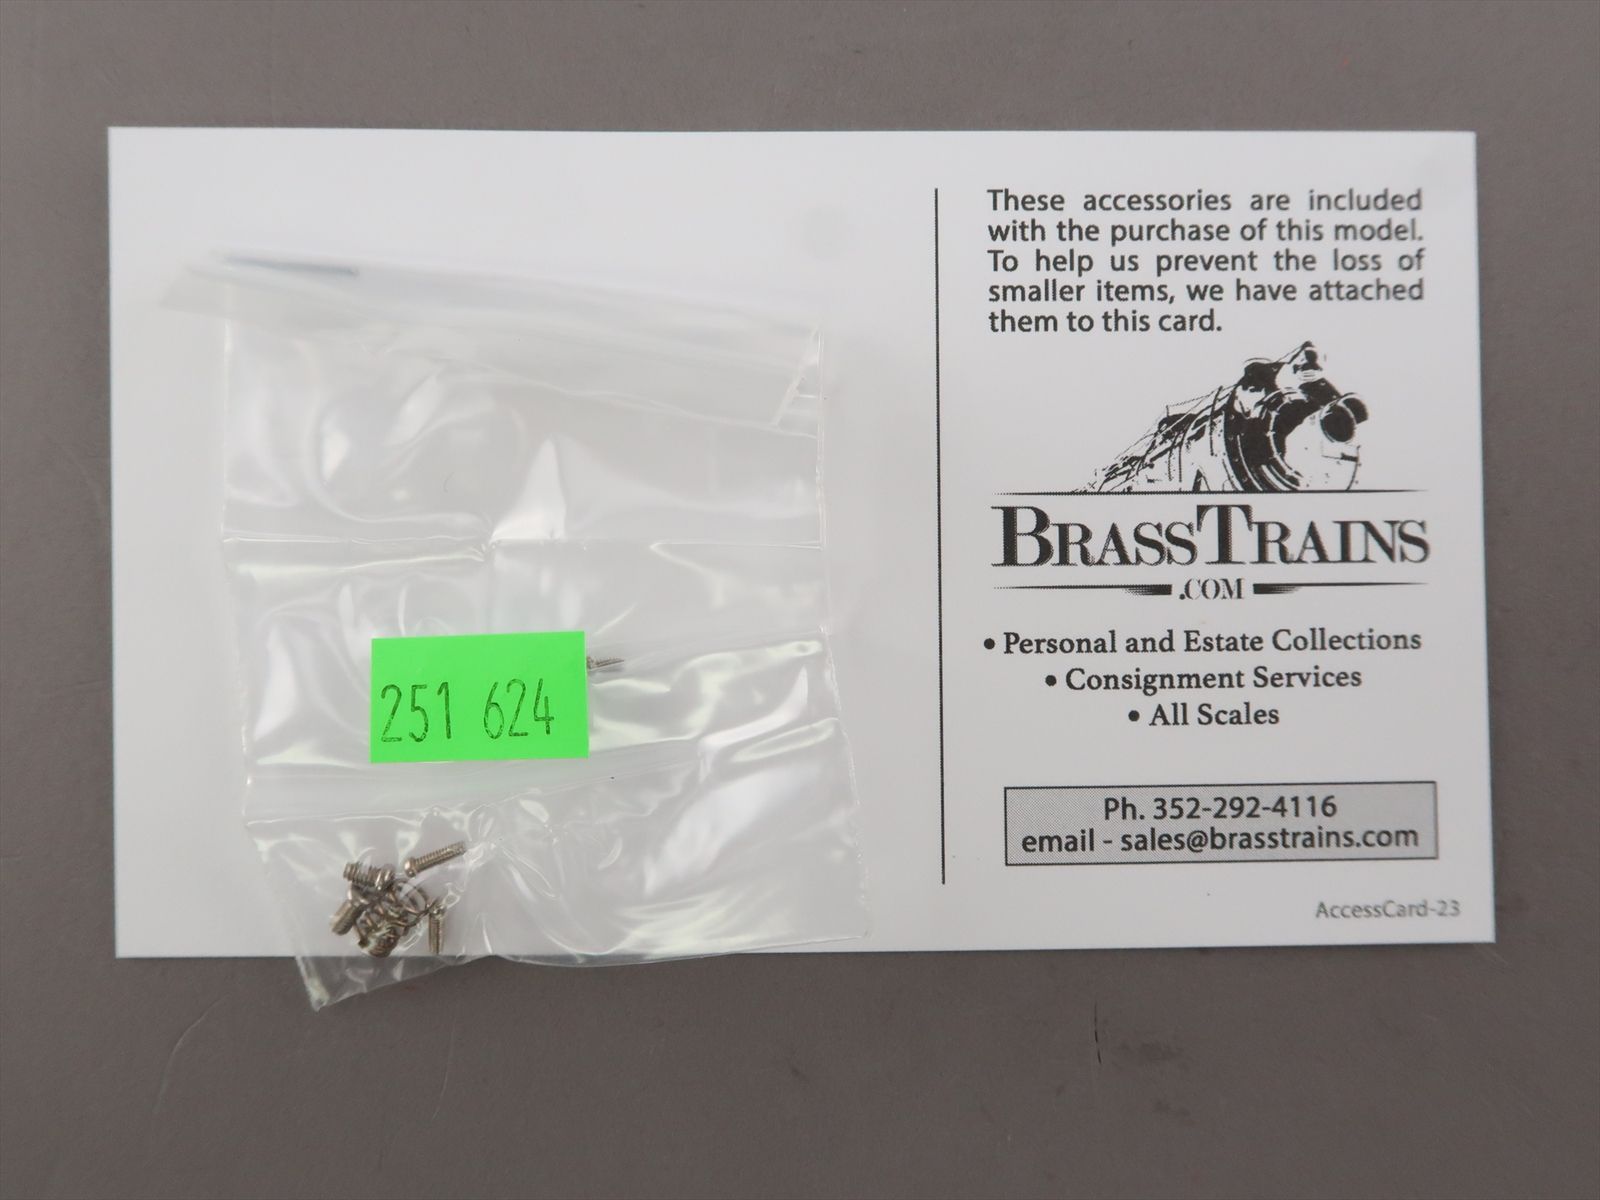 These accessories are included
with the purchase of this model.
To help us prevent the loss of
smaller items, we have attached
them to this card.
BRASSTRAINS
.COM
• Personal and Estate Collections
• Consignment Services
• All Scales
Ph. 352-292-4116
email - sales@brasstrains.com
AccessCard-23
251 624